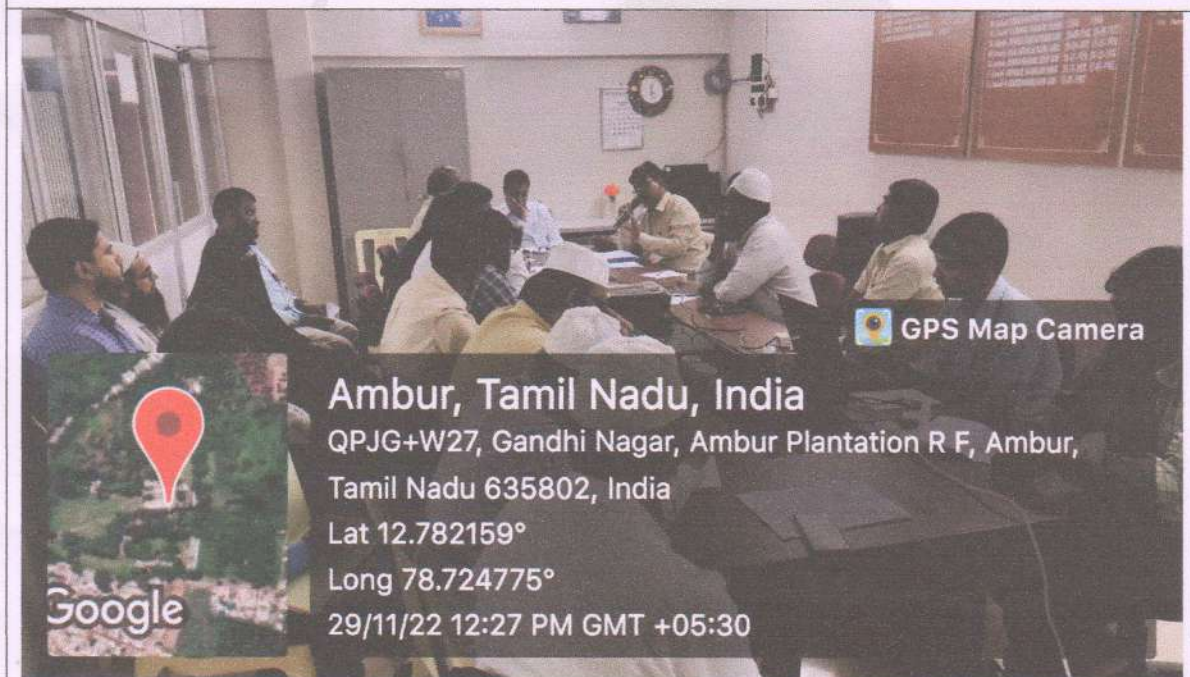 GPS Map Camera
Ambur, Tamil Nadu, India
QPJG+W27, Gandhi Nagar, Ambur Plantation R F, Ambur,
Tamil Nadu 635802, India
Lat 12.782159°
Long 78.724775°
29/11/22 12:27 PM GMT +05:30
Google